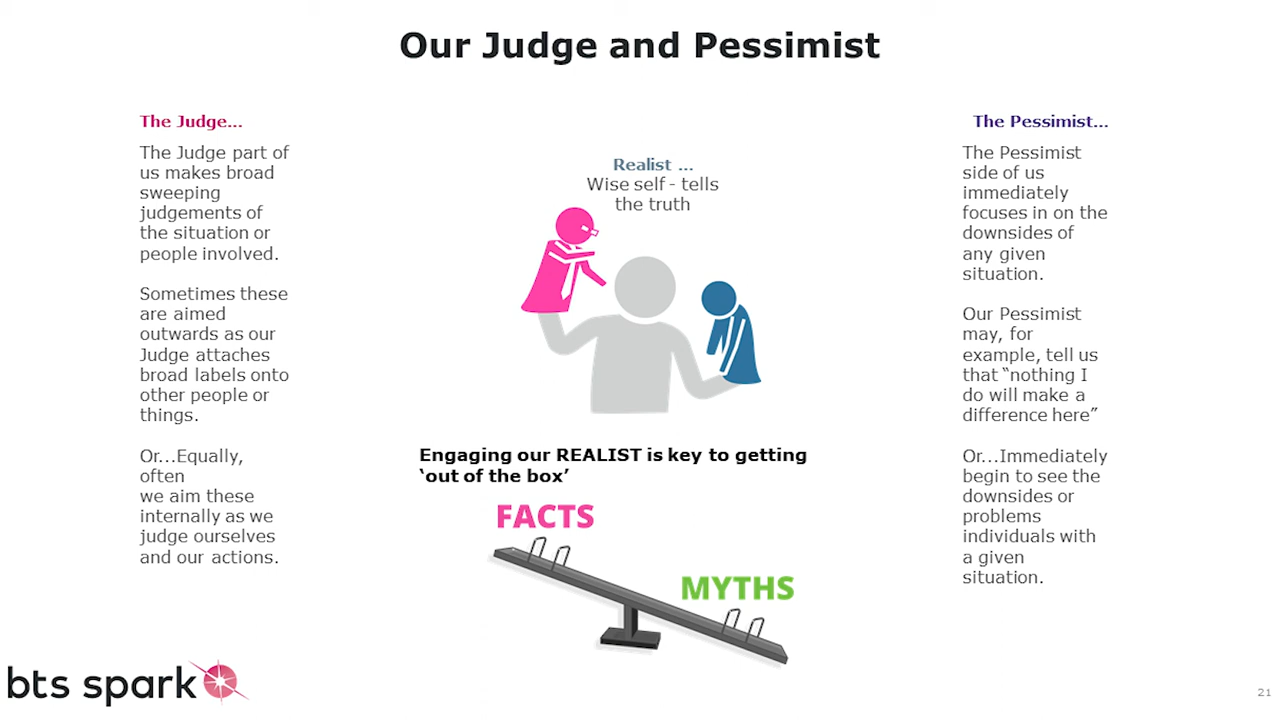 Our Judge and Pessimist
The Judge...
The Judge part of
us makes broad
sweeping
judgements of
the situation or
people involved.
Sometimes these
are aimed
outwards as our
Judge attaches
broad labels onto
other people or
things.
Or...Equally,
often
we aim these
internally as we
judge ourselves
and our actions.
Realist ...
Wise self - tells
the truth
Engaging our REALIST is key to getting
‘out of the box’
FACTS
MYTHS
The Pessimist...
The Pessimist
side of us
immediately
focuses in on the
downsides of
any given
situation.
Our Pessimist
may, for
example, tell us
that “nothing I
do will make a
difference here”
Or...Immediately
begin to see the
downsides or
problems
individuals with
a given
situation.
bts spark
21